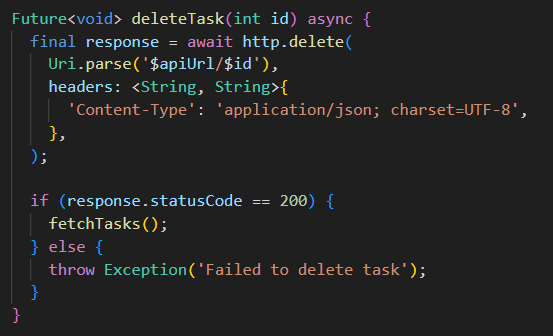 Future<void> deleteTask(int id) async {
  final response = await http.delete(
    Uri.parse('$apiUrl/$id'),
    headers: <String, String>{
      'Content-Type': 'application/json; charset=UTF-8',
    },
  );

  if (response.statusCode == 200) {
    fetchTasks();
  } else {
    throw Exception('Failed to delete task');
  }
}